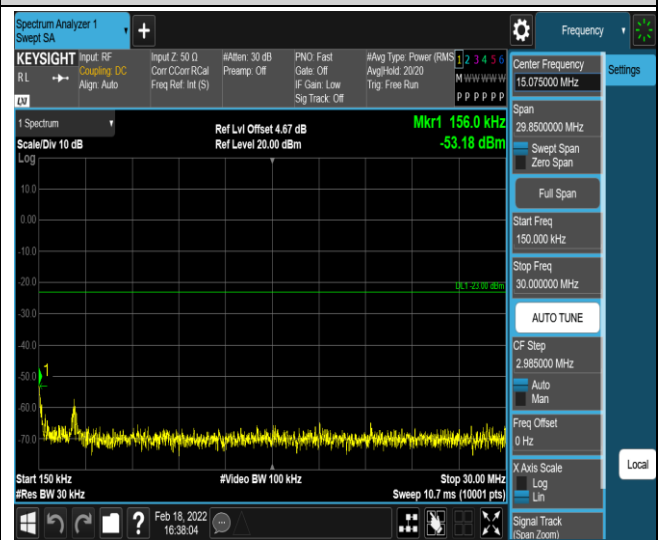 Spectrum Analyzer 1
Swept SA
Frequency
KEYSIGHT
RL
LXI
Input: RF
Coupling: DC
Align: Auto
Input Z: 50 Ω
Corr CCorr RCal
Freq Ref: Int (S)
#Atten: 30 dB
Preamp: Off
PNO: Fast
Gate: Off
IF Gain: Low
Sig Track: Off
#Avg Type: Power (RMS
Avg|Hold: 20/20
Trig: Free Run
1 2 3 4 5 6
M W W W W W
P P P P P P
1 Spectrum
Scale/Div 10 dB
Log
Ref Lvl Offset 4.67 dB
Ref Level 20.00 dBm
Mkr1 156.0 kHz
-53.18 dBm
10.0
0.00
-10.0
-20.0
DL1 -23.00 dBm
-30.0
-40.0
-50.0
1
-60.0
-70.0
Start 150 kHz
#Res BW 30 kHz
#Video BW 100 kHz
Stop 30.00 MHz
Sweep 10.7 ms (10001 pts)
Feb 18, 2022
16:38:04
?
Center Frequency
15.075000 MHz
Settings
Span
29.8500000 MHz
Swept Span
Zero Span
Full Span
Start Freq
150.000 kHz
Stop Freq
30.000000 MHz
AUTO TUNE
CF Step
2.985000 MHz
Auto
Man
Freq Offset
0 Hz
X Axis Scale
Log
Lin
Local
Signal Track
(Span Zoom)